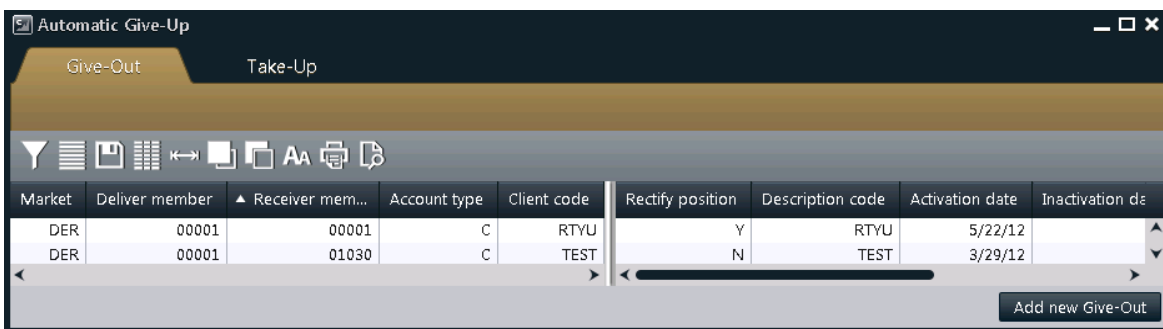 Automatic Give-Up
Give-Out Take-Up
AA
Market Deliver member Receiver mem... Account type Client code Rectify position Description code Activation date Inactivation da
DER 00001 00001 C RTYU Y RTYU 5/22/12
DER 00001 01030 C TEST N TEST 3/29/12
Add new Give-Out